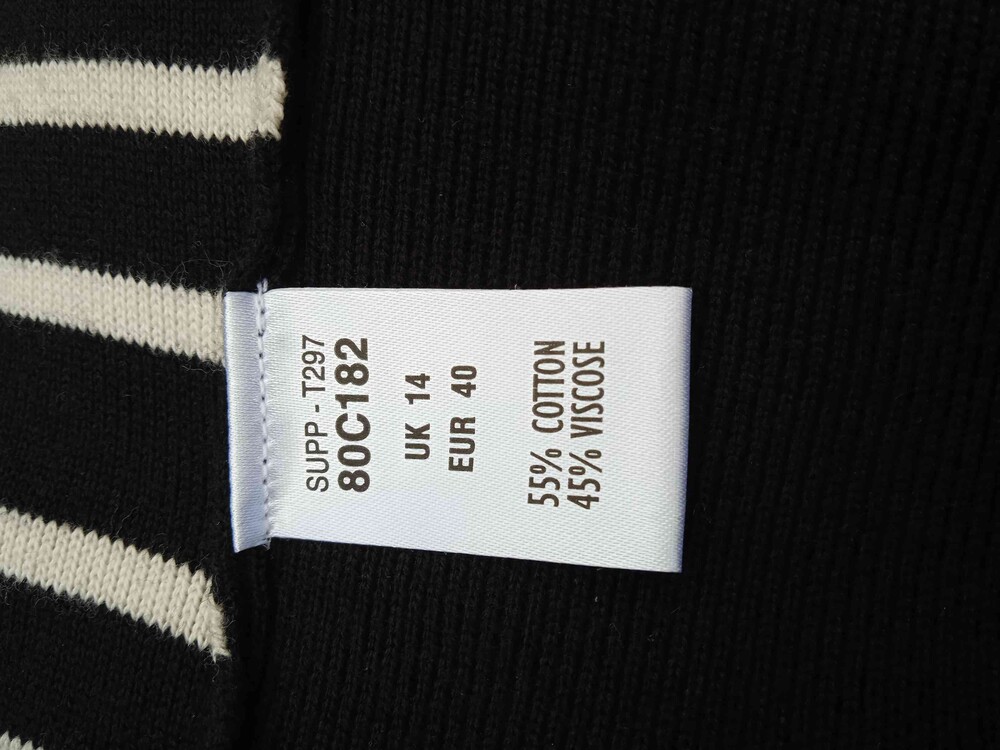 SUPP - T297
80C182
UK 14
EUR 40
55% COTTON
45% VISCOSE